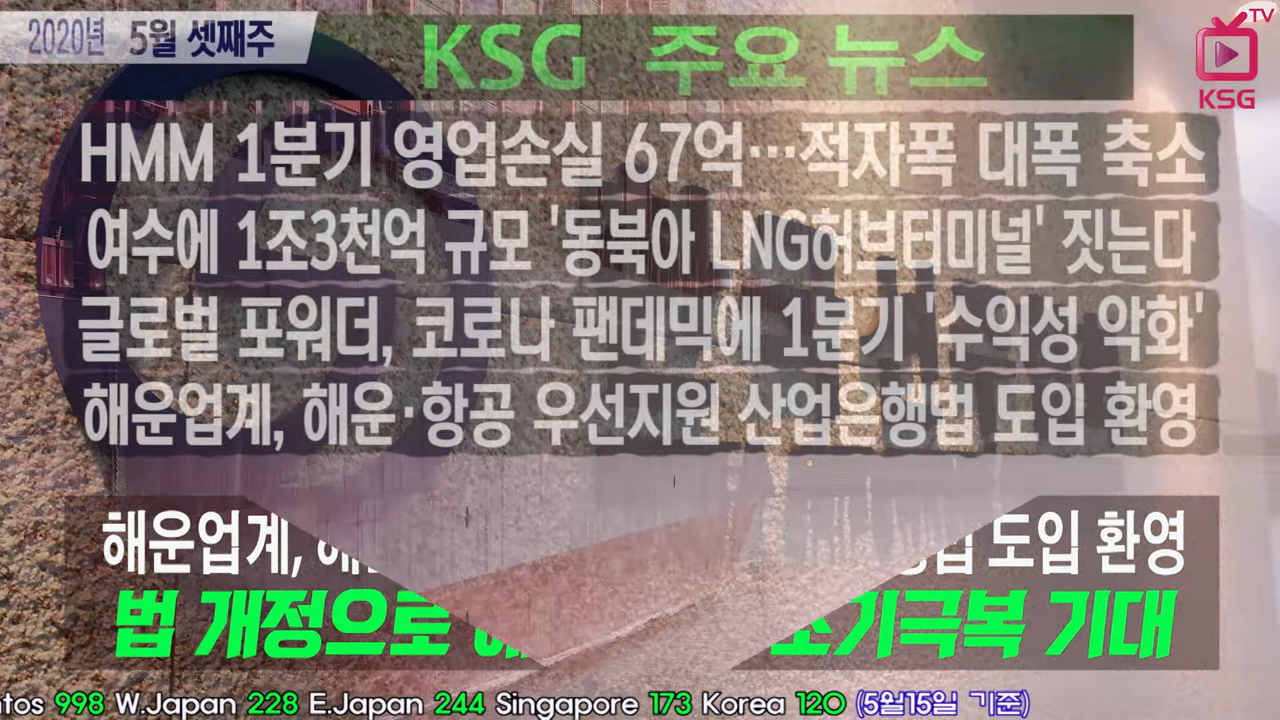 2020년 5월 셋째주
KSG 주요 뉴스
TV
KSG
HMM 1분기 영업손실 67억…적자폭 대폭 축소
여수에 1조3천억 규모 '동북아 LNG허브터미널' 짓는다
글로벌 포워더, 코로나 팬데믹에 1분기 '수익성 악화'
해운업계, 해운·항공 우선지원 산업은행법 도입 환영
해운업계, 도입 환영
법 개정으로 조기극복 기대
ntos 998 W.Japan 228 E.Japan 244 Singapore 173 Korea 120 (5월15일 기준)